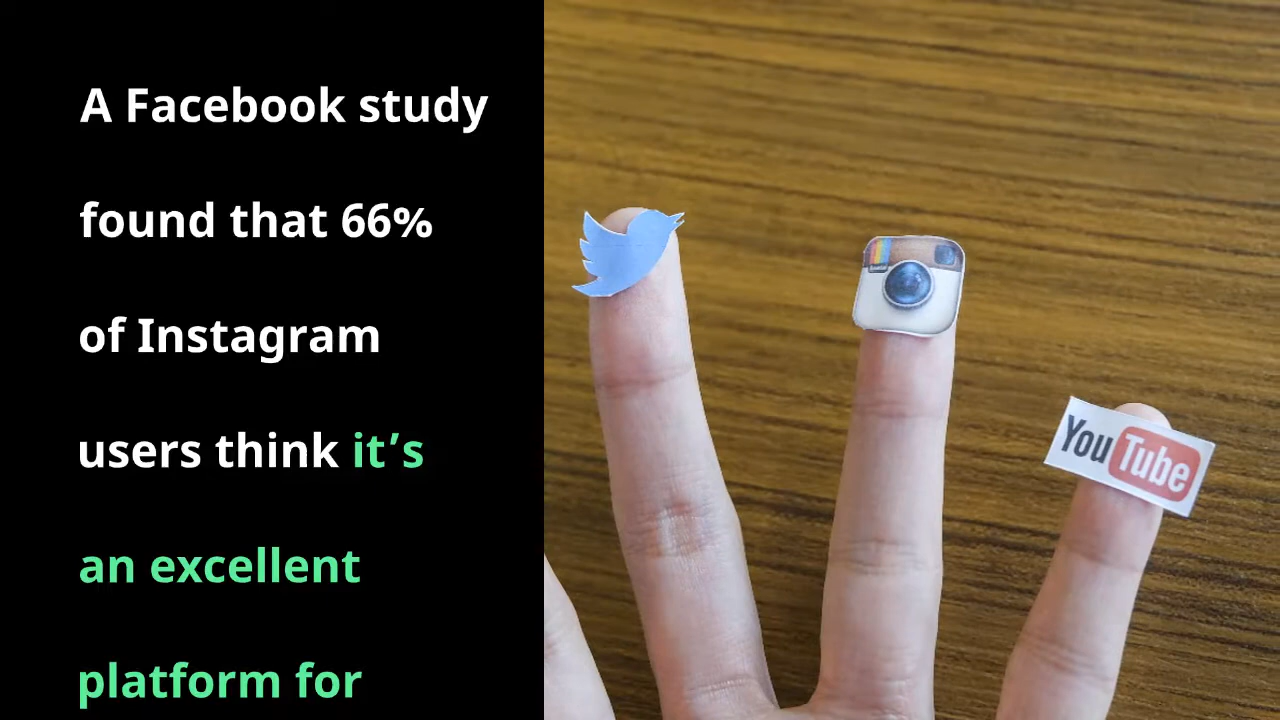 A Facebook study
found that 66%
of Instagram
users think it's
an excellent
platform for
YouTube